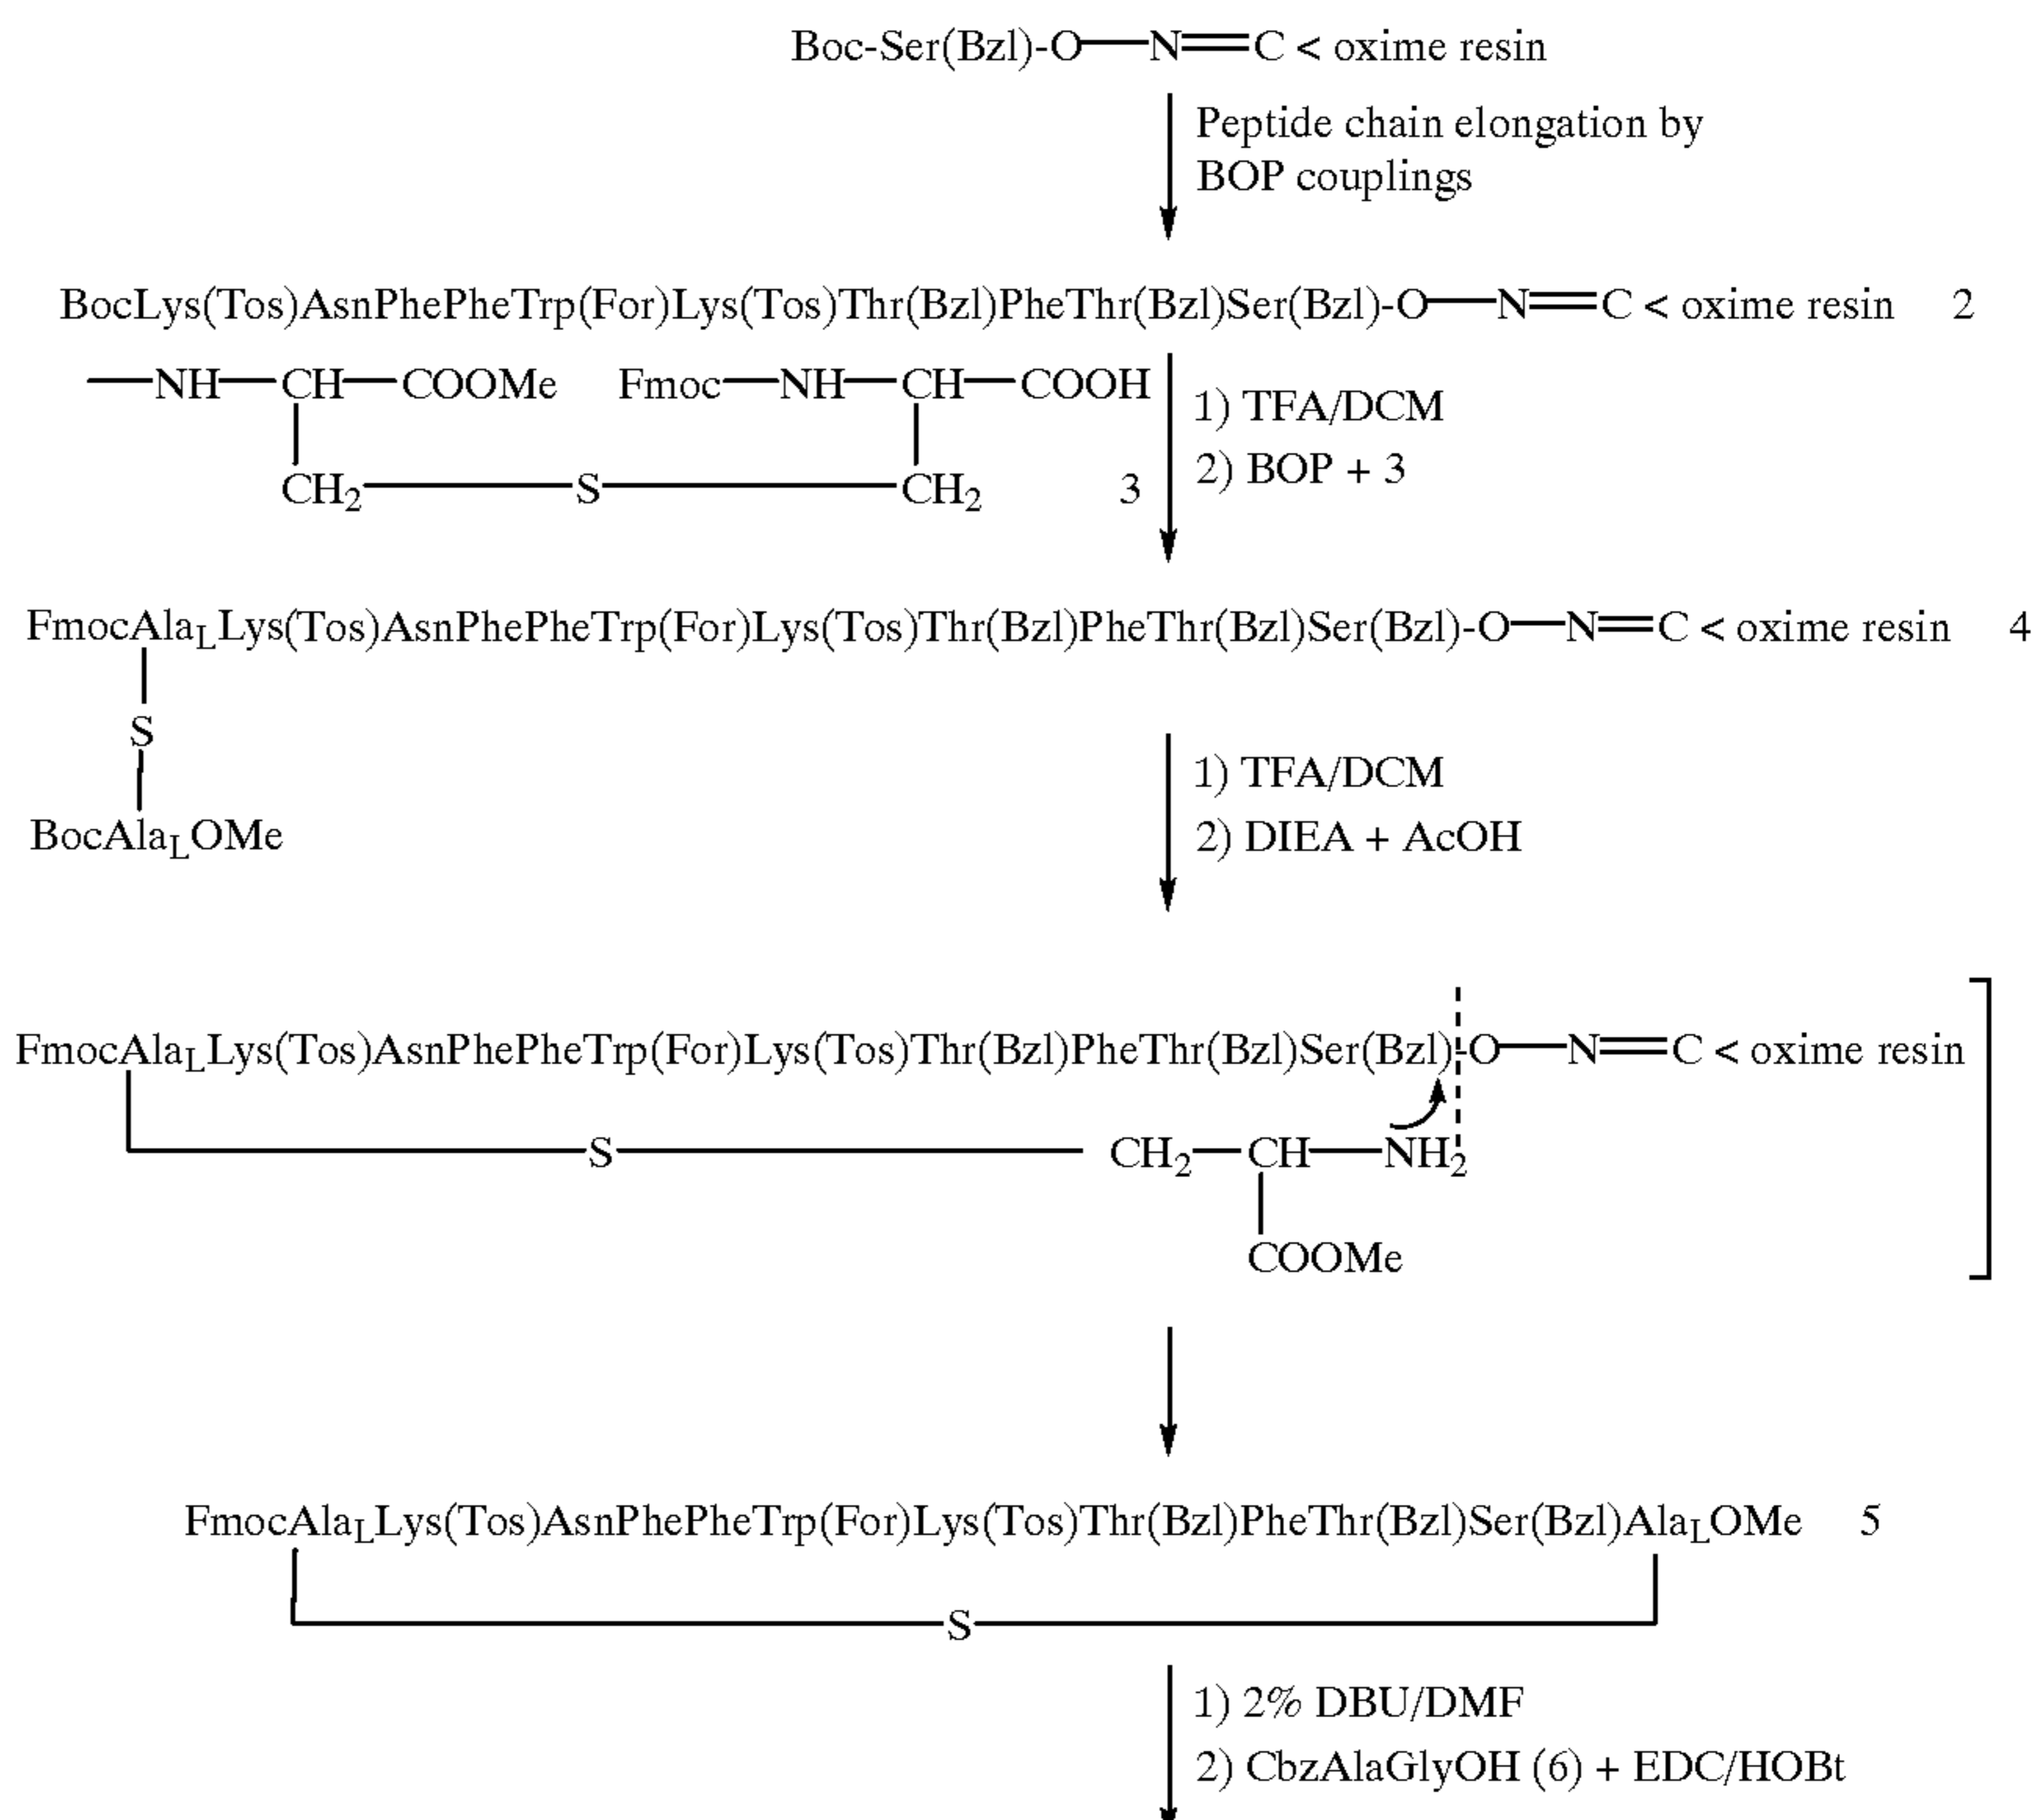 Boc-Ser(Bzl)-O—N=C < oxime resin
Peptide chain elongation by
BOP couplings
BocLys(Tos)AsnPhePheTrp(For)Lys(Tos)Thr(Bzl)PheThr(Bzl)Ser(Bzl)-O—N=C < oxime resin 2
—NH—CH—COOMe Fmoc—NH—CH—COOH
1) TFA/DCM
2) BOP + 3
CH2—S—CH2 3
FmocAlaLLys(Tos)AsnPhePheTrp(For)Lys(Tos)Thr(Bzl)PheThr(Bzl)Ser(Bzl)-O—N=C < oxime resin 4
S
BocAlaLOMe
1) TFA/DCM
2) DIEA + AcOH
FmocAlaLLys(Tos)AsnPhePheTrp(For)Lys(Tos)Thr(Bzl)PheThr(Bzl)Ser(Bzl)-O—N=C < oxime resin
S CH2—CH—NH2
COOMe
FmocAlaLLys(Tos)AsnPhePheTrp(For)Lys(Tos)Thr(Bzl)PheThr(Bzl)Ser(Bzl)AlaLOMe 5
S
1) 2% DBU/DMF
2) CbzAlaGlyOH (6) + EDC/HOBt